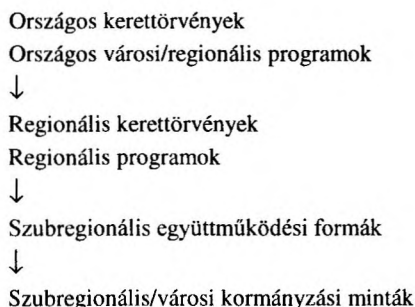 Országos kerettörvények
Országos városi/regionális programok
↓
Regionális kerettörvények
Regionális programok
↓
Szubregionális együttműködési formák
↓
Szubregionális/városi kormányzási minták